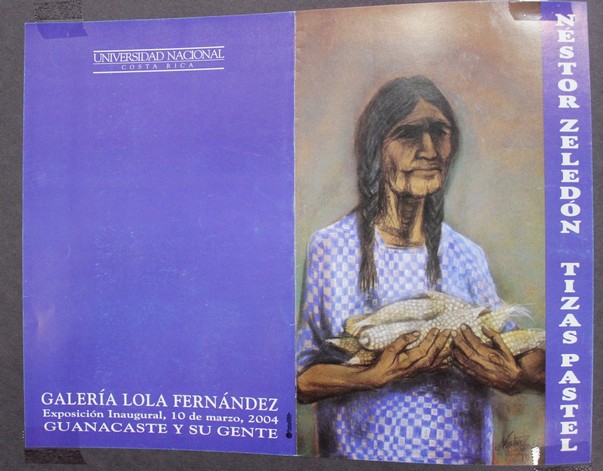 UNIVERSIDAD NACIONAL
COSTA RICA
GALERÍA LOLA FERNÁNDEZ
Exposición Inaugural, 10 de marzo, 2004
GUANACASTE Y SU GENTE
NÉSTOR ZELEDÓN TIZAS PASTEL